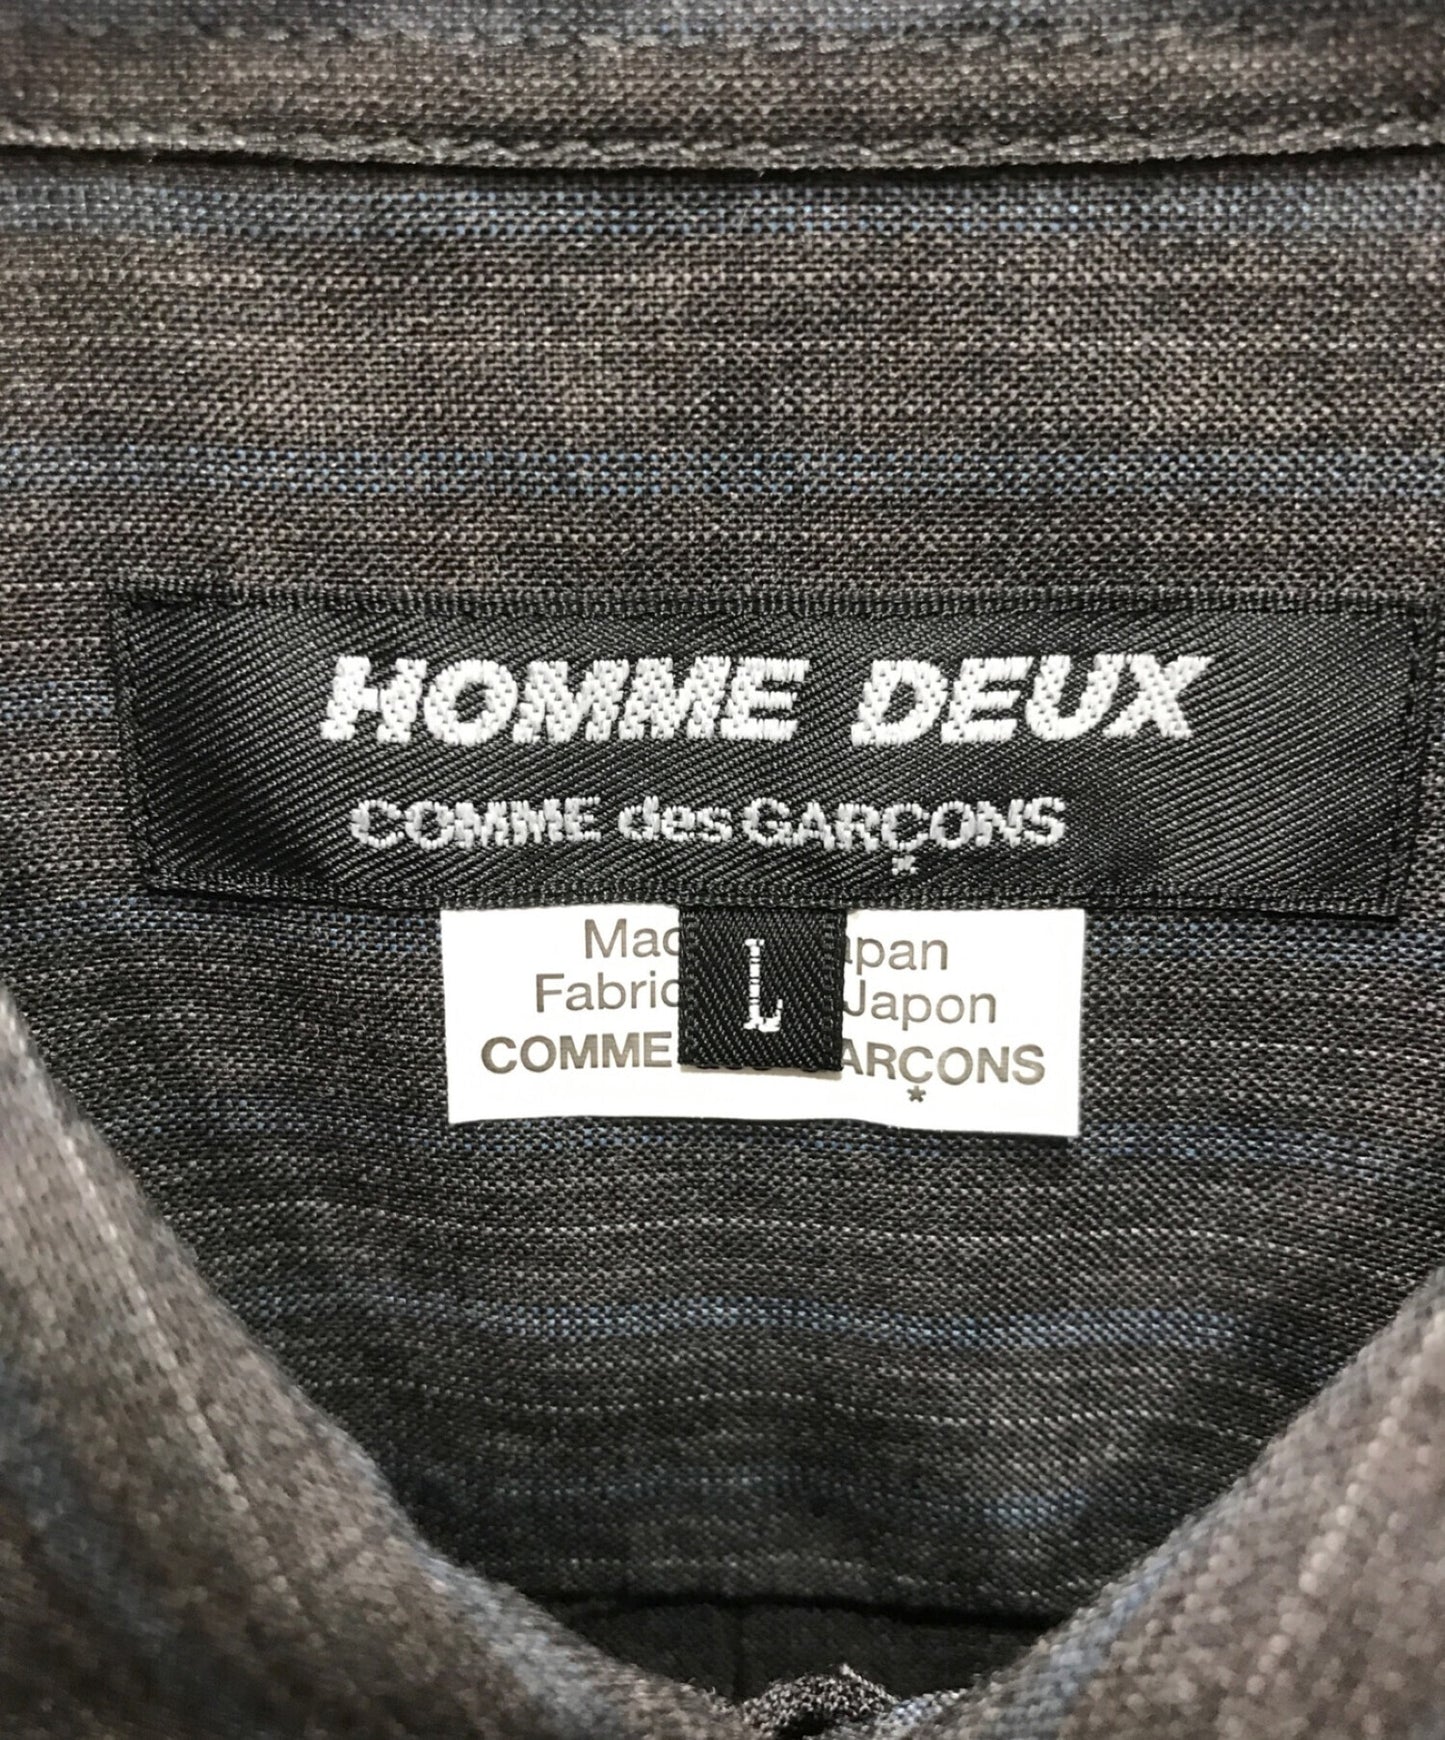 HOMME DEUX
COMME des GARÇONS
L
Mac apan
Fabric Japon
COMME ARÇONS